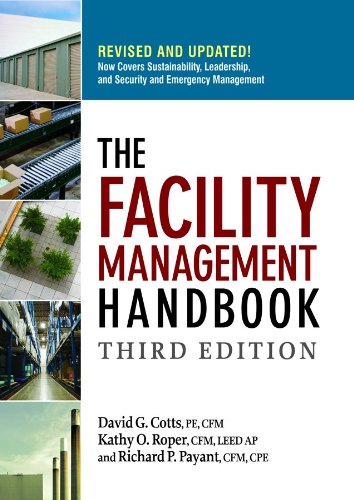 REVISED AND UPDATED!
Now Covers Sustainability, Leadership,
and Security and Emergency Management
THE
FACILITY
MANAGEMENT
HANDBOOK
THIRD EDITION
David G. Cotts, PE, CFM
Kathy O. Roper, CFM, LEED AP
and Richard P. Payant, CFM, CPE